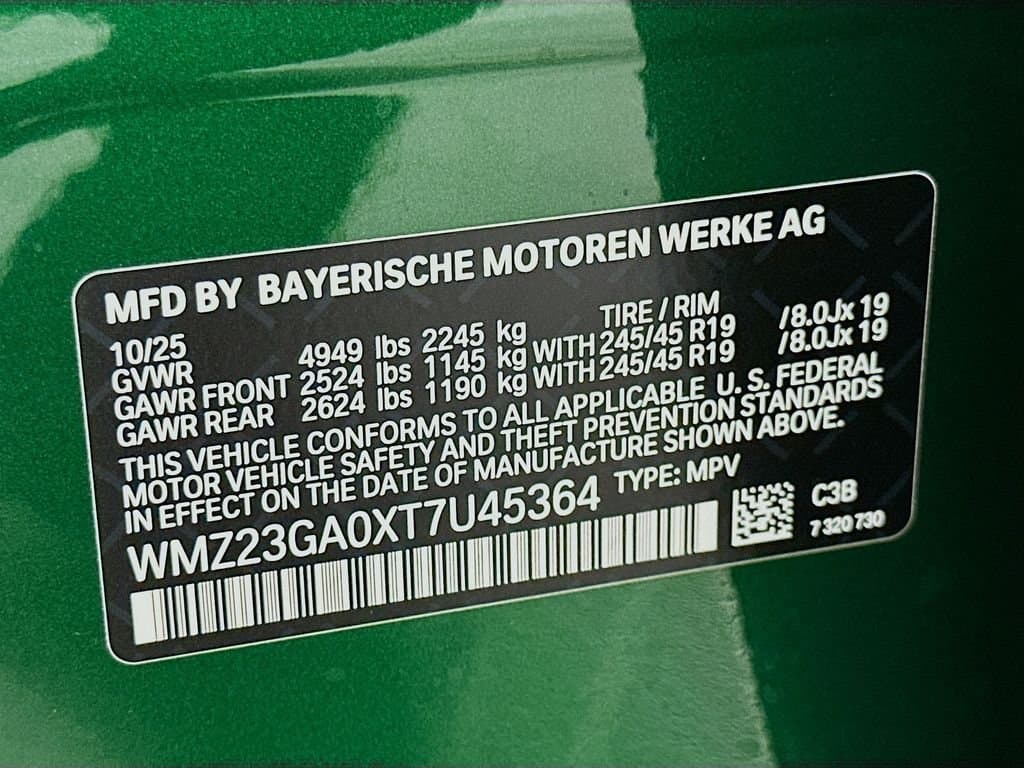 MFD BY BAYERISCHE MOTOREN WERKE AG
10/25 TIRE / RIM
GVWR 4949 lbs 2245 kg
GAWR FRONT 2524 lbs 1145 kg WITH 245/45 R19 /8.0Jx 19
GAWR REAR 2624 lbs 1190 kg WITH 245/45 R19 /8.0Jx 19
THIS VEHICLE CONFORMS TO ALL APPLICABLE U. S. FEDERAL
MOTOR VEHICLE SAFETY AND THEFT PREVENTION STANDARDS
IN EFFECT ON THE DATE OF MANUFACTURE SHOWN ABOVE.
WMZ23GA0XT7U45364 TYPE: MPV
C3B
7 320 730